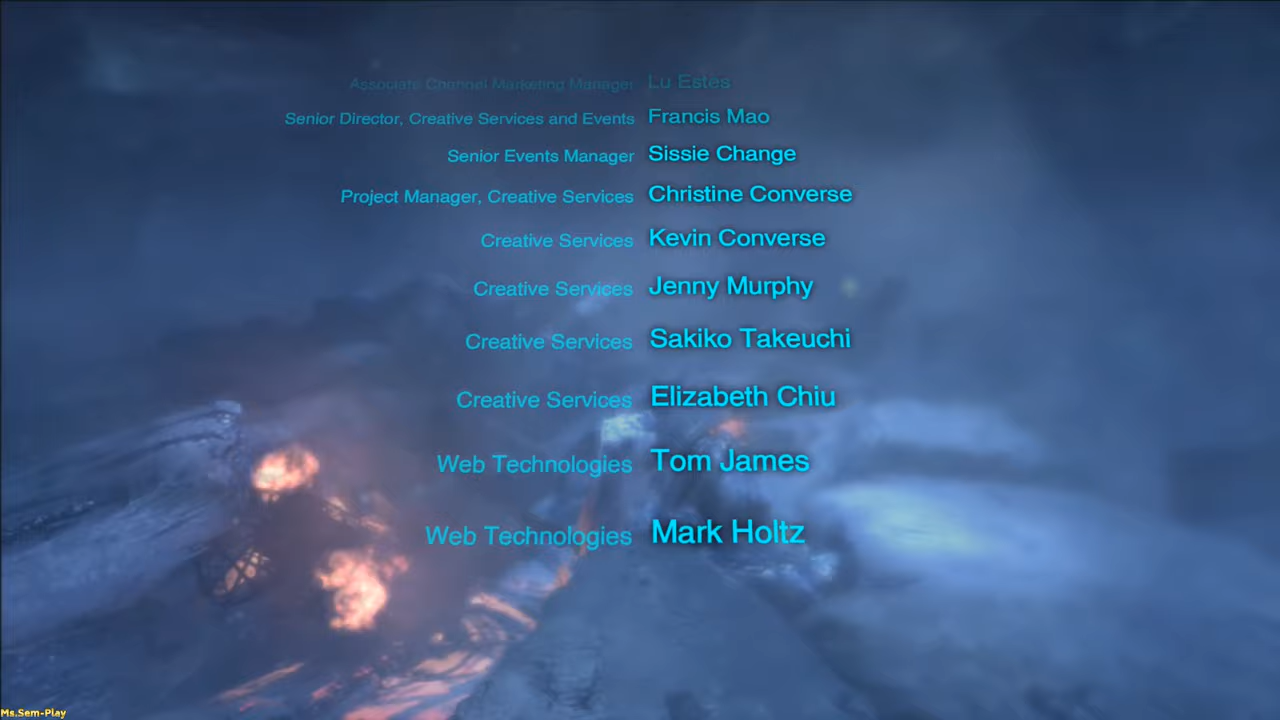 Associate Channel Marketing Manager Lu Estes
Senior Director, Creative Services and Events Francis Mao
Senior Events Manager Sissie Change
Project Manager, Creative Services Christine Converse
Creative Services Kevin Converse
Creative Services Jenny Murphy
Creative Services Sakiko Takeuchi
Creative Services Elizabeth Chiu
Web Technologies Tom James
Web Technologies Mark Holtz
Ms.Sem-Play